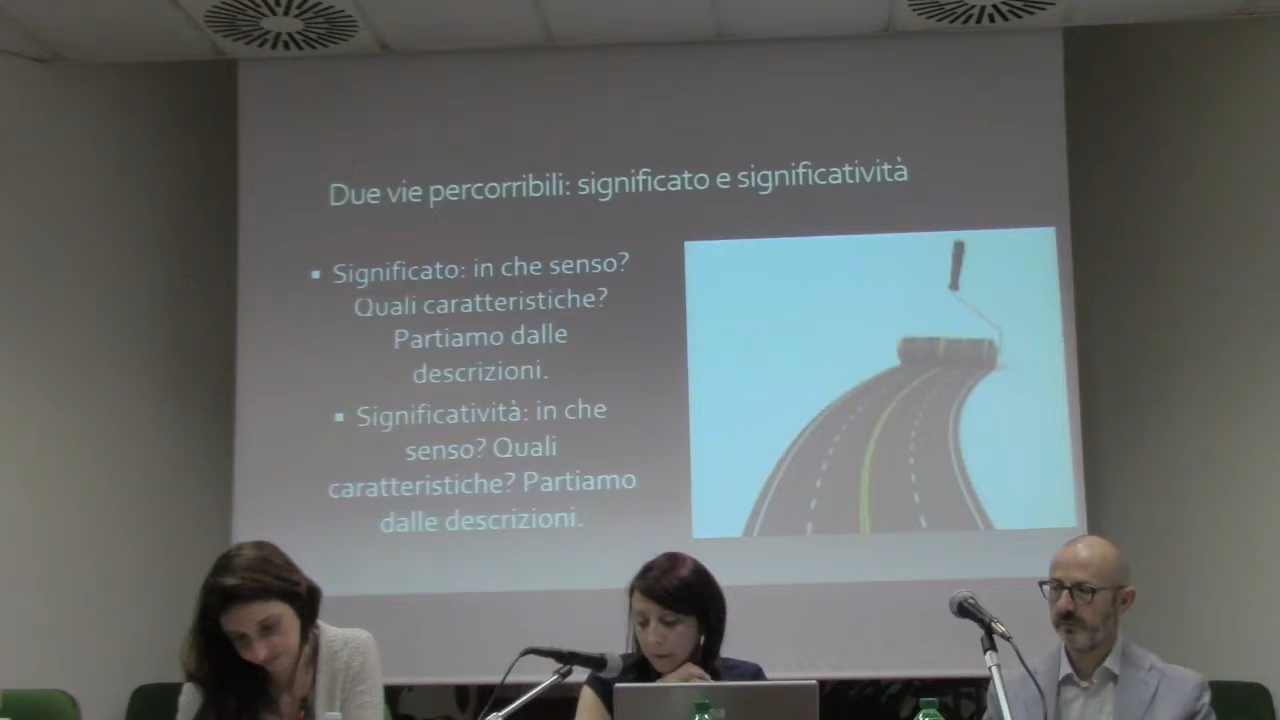 Due vie percorribili: significato e significatività
▪ Significato: in che senso?
Quali caratteristiche?
Partiamo dalle
descrizioni.
▪ Significatività: in che
senso? Quali
caratteristiche? Partiamo
dalle descrizioni.